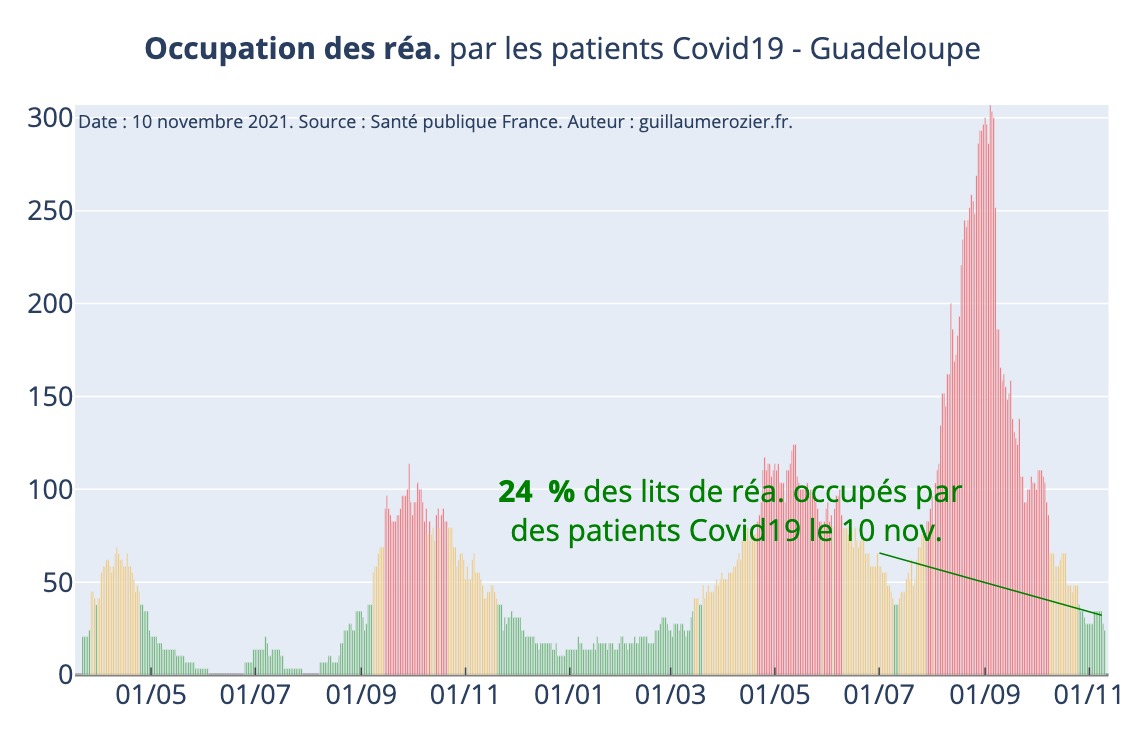 Occupation des réa. par les patients Covid19 - Guadeloupe
Date : 10 novembre 2021. Source : Santé publique France. Auteur : guillaumerozier.fr.
300
250
200
150
100
50
0
24 % des lits de réa. occupés par
des patients Covid19 le 10 nov.
01/05 01/07 01/09 01/11 01/01 01/03 01/05 01/07 01/09 01/11